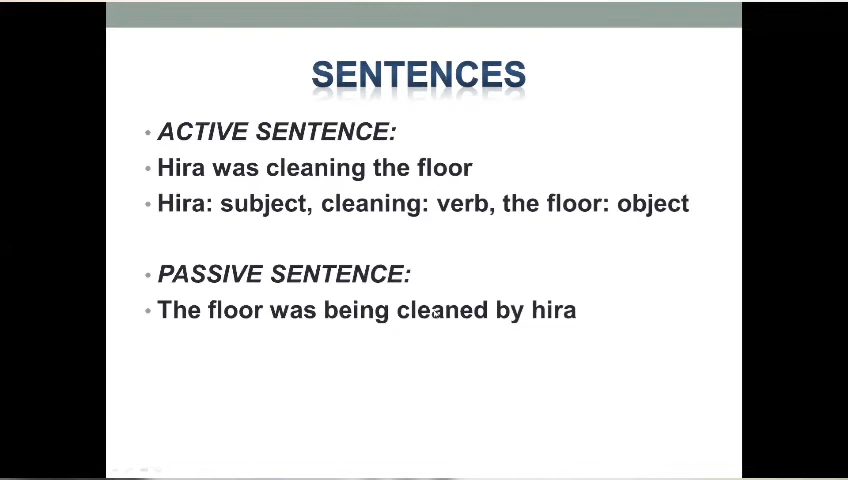 SENTENCES
• ACTIVE SENTENCE:
• Hira was cleaning the floor
• Hira: subject, cleaning: verb, the floor: object
• PASSIVE SENTENCE:
• The floor was being cleaned by hira